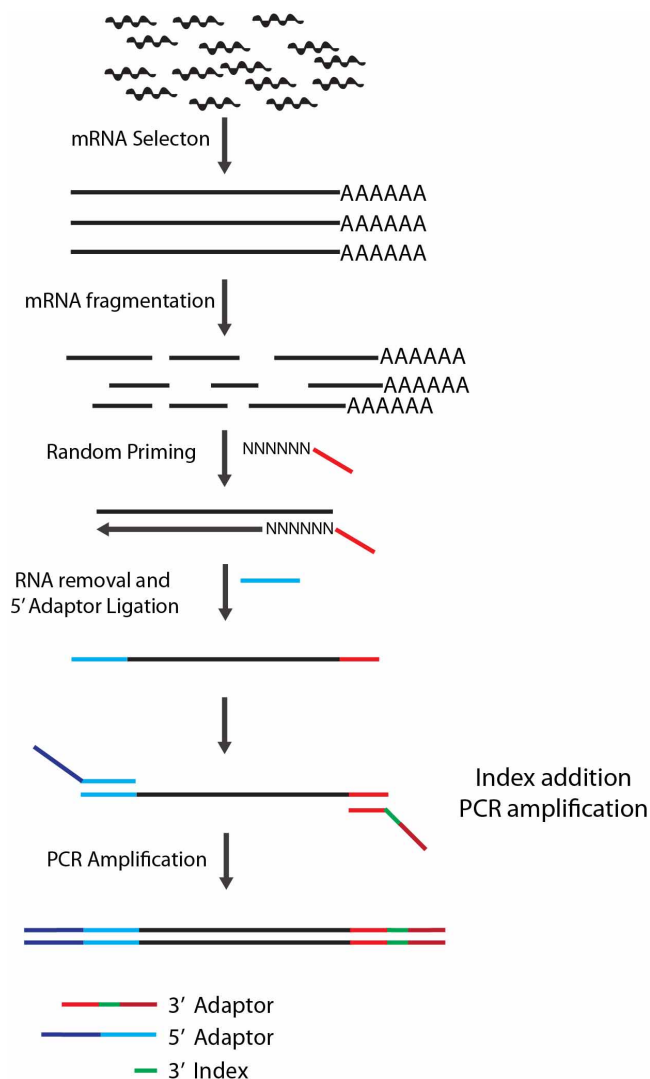 mRNA Selecton
AAAAAA
AAAAAA
AAAAAA
mRNA fragmentation
AAAAAA
AAAAAA
AAAAAA
Random Priming
NNNNNN
NNNNNN
RNA removal and
5’ Adaptor Ligation
Index addition
PCR amplification
PCR Amplification
3’ Adaptor
5’ Adaptor
3’ Index